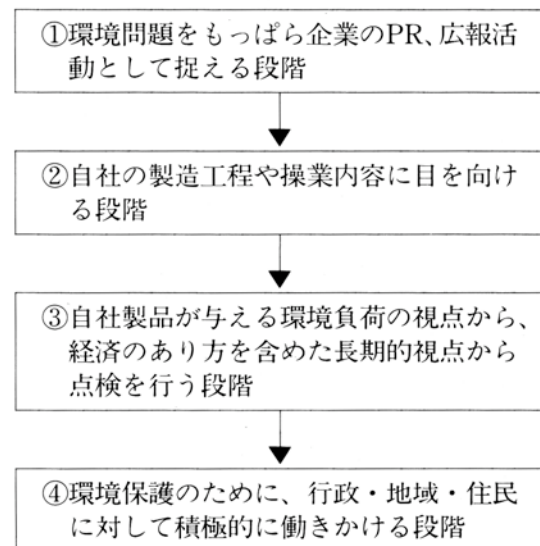 ①環境問題をもっぱら企業のPR、広報活
動として捉える段階
②自社の製造工程や操業内容に目を向け
る段階
③自社製品が与える環境負荷の視点から、
経済のあり方を含めた長期的視点から
点検を行う段階
④環境保護のために、行政・地域・住民
に対して積極的に働きかける段階